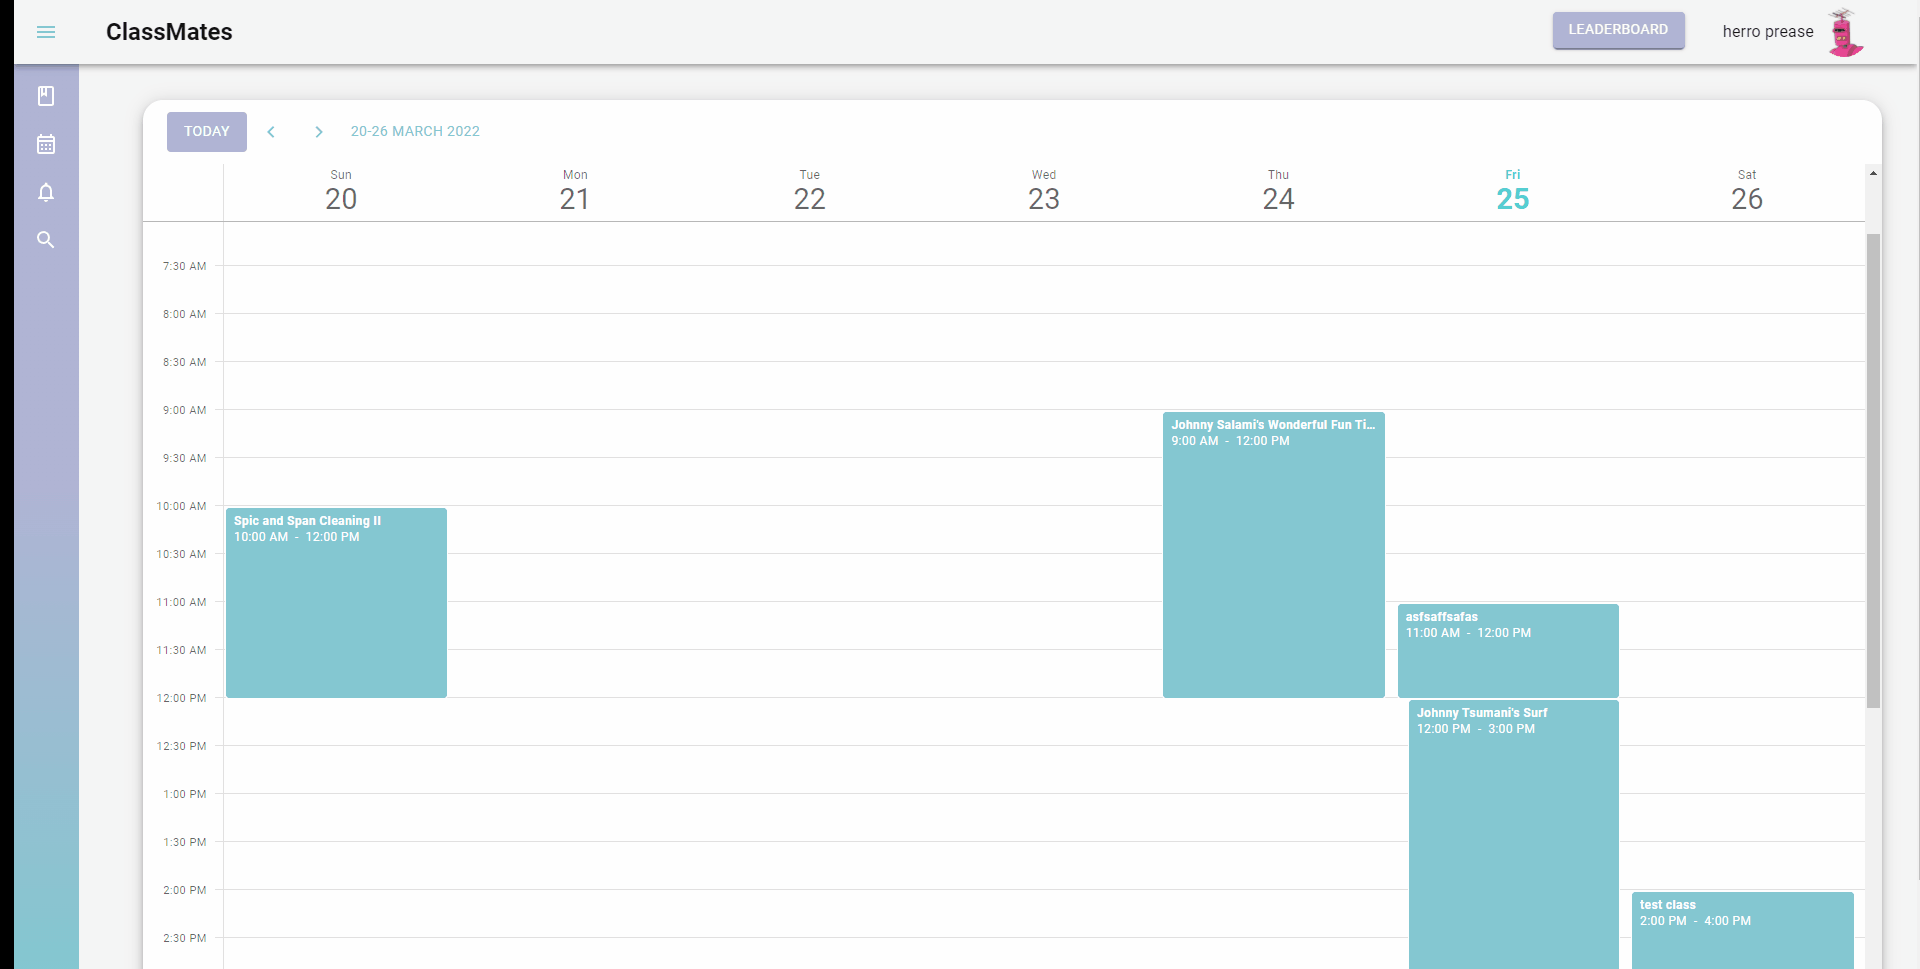 ClassMates
LEADERBOARD
herro prease
TODAY
20-26 MARCH 2022
Sun
20
Mon
21
Tue
22
Wed
23
Thu
24
Fri
25
Sat
26
7:30 AM
8:00 AM
8:30 AM
9:00 AM
9:30 AM
10:00 AM
10:30 AM
11:00 AM
11:30 AM
12:00 PM
12:30 PM
1:00 PM
1:30 PM
2:00 PM
2:30 PM
Spic and Span Cleaning II
10:00 AM - 12:00 PM
Johnny Salami's Wonderful Fun Ti...
9:00 AM - 12:00 PM
asfsaffsafas
11:00 AM - 12:00 PM
Johnny Tsumani's Surf
12:00 PM - 3:00 PM
test class
2:00 PM - 4:00 PM